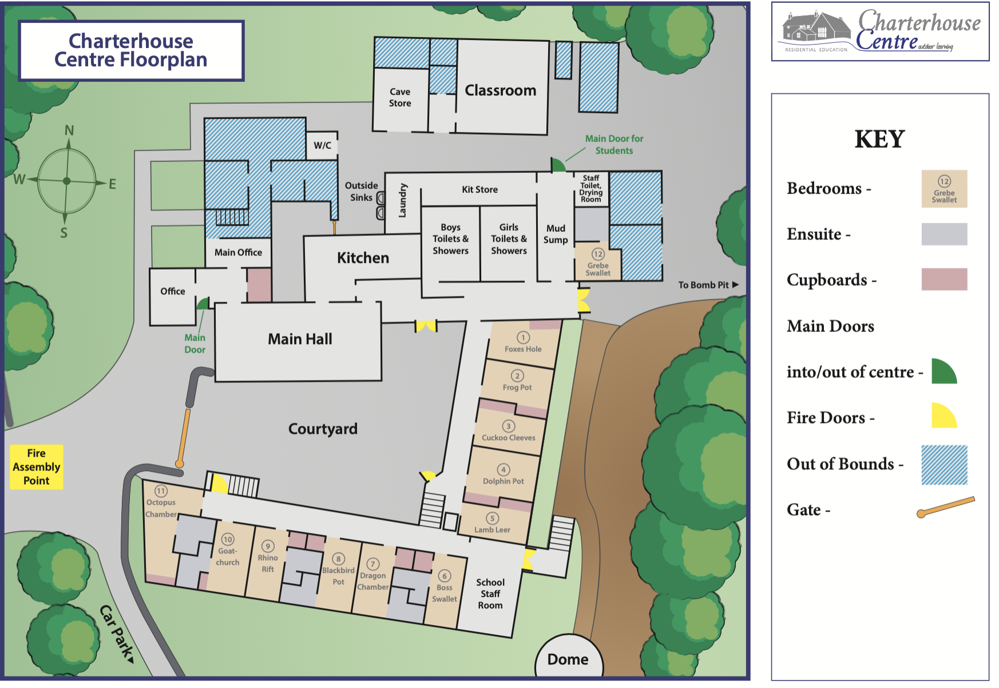 Charterhouse
Centre Floorplan
N
W
E
S
Cave
Store
Classroom
W/C
Main Door for
Students
Outside
Sinks
Laundry
Kit Store
Staff
Toilet,
Drying
Room
Boys
Toilets &
Showers
Girls
Toilets &
Showers
Mud
Sump
12
Grebe
Swallet
Main Office
Kitchen
Office
To Bomb Pit
Main
Door
Main Hall
1
Foxes Hole
2
Frog Pot
3
Cuckoo Cleeves
4
Dolphin Pot
5
Lamb Leer
Courtyard
Fire
Assembly
Point
11
Octopus
Chamber
10
Goat-
church
9
Rhino
Rift
8
Blackbird
Pot
7
Dragon
Chamber
6
Boss
Swallet
School
Staff
Room
Car Park
Dome
Charterhouse
Centre outdoor learning
RESIDENTIAL EDUCATION
KEY
Bedrooms -
12
Grebe
Swallet
Ensuite -
Cupboards -
Main Doors
into/out of centre -
Fire Doors -
Out of Bounds -
Gate -